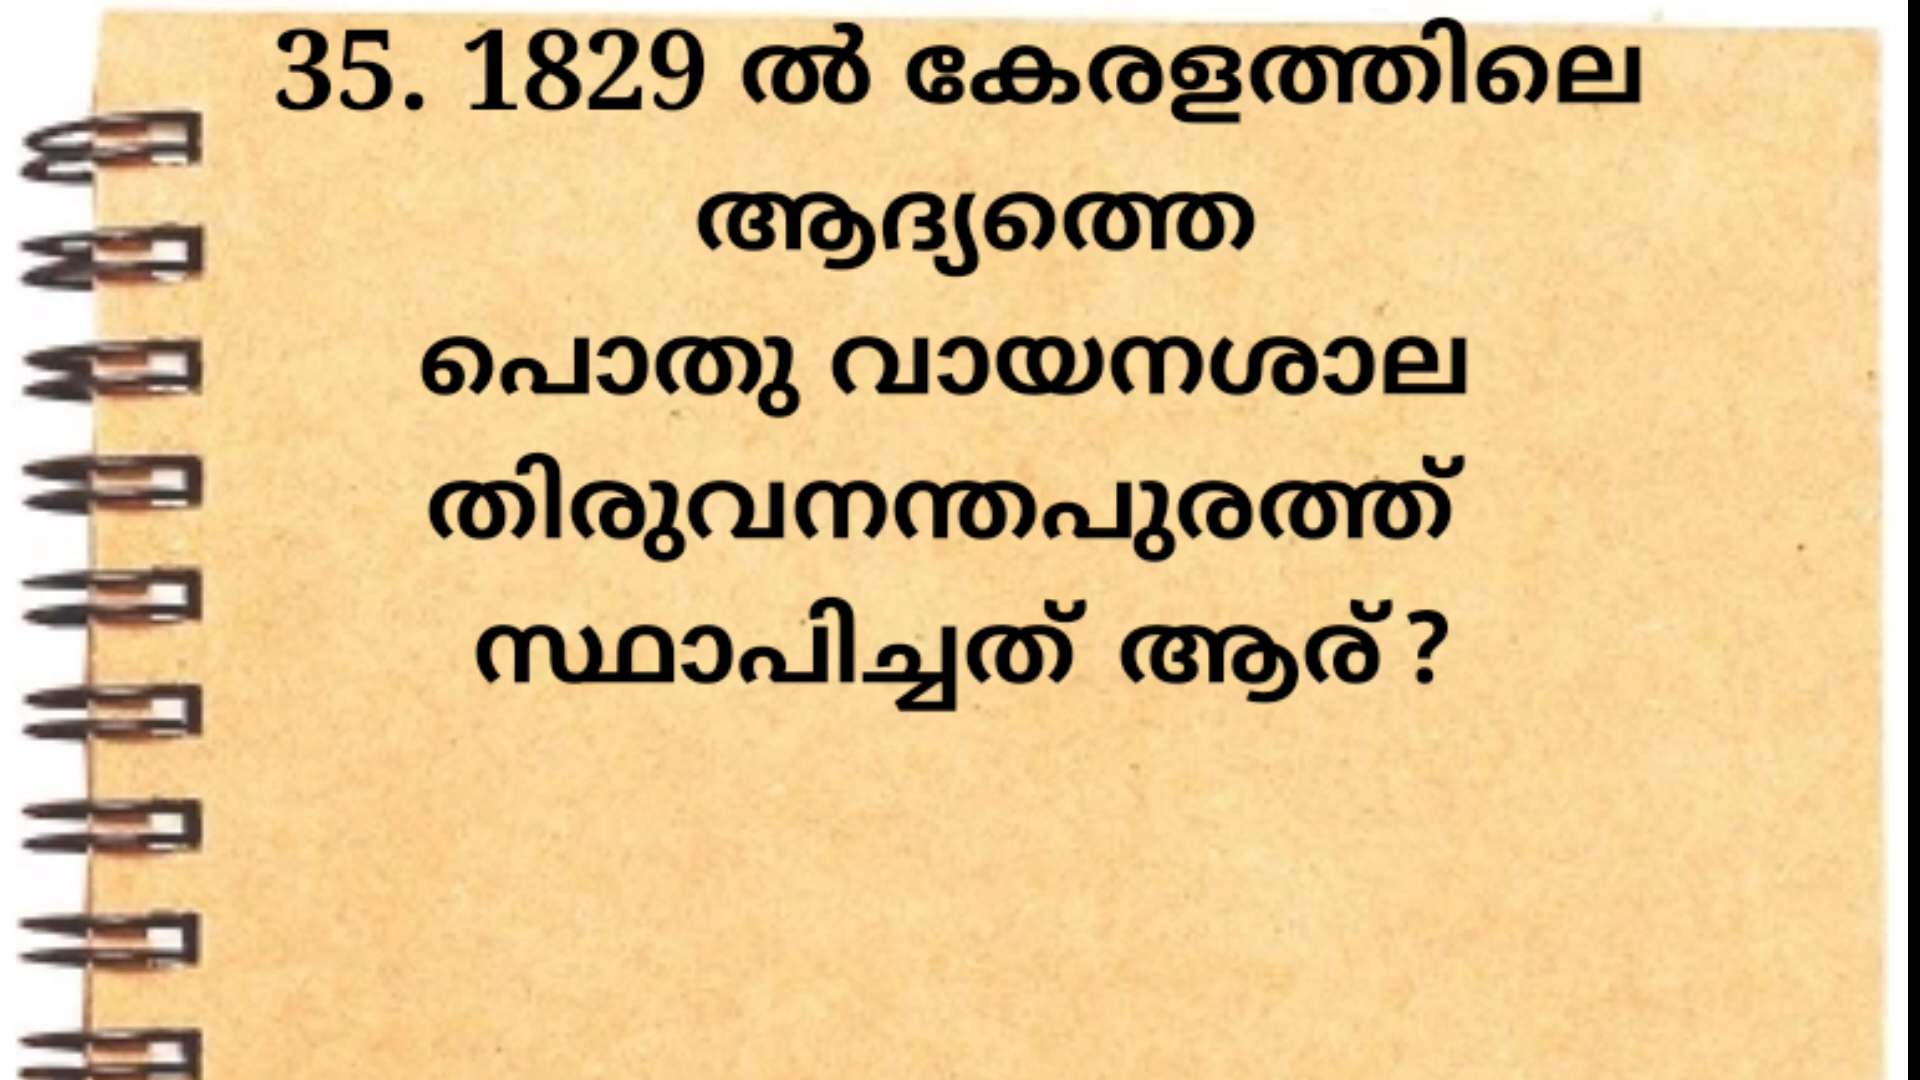 35. 1829 ൽ കേരളത്തിലെ
ആദ്യത്തെ
പൊതു വായനശാല
തിരുവനന്തപുരത്ത്
സ്ഥാപിച്ചത് ആര് ?